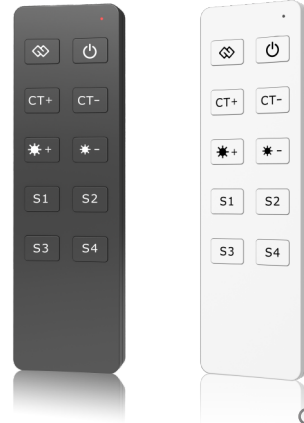 CT+ CT-
+ -
S1 S2
S3 S4
CT+ CT-
+ -
S1 S2
S3 S4